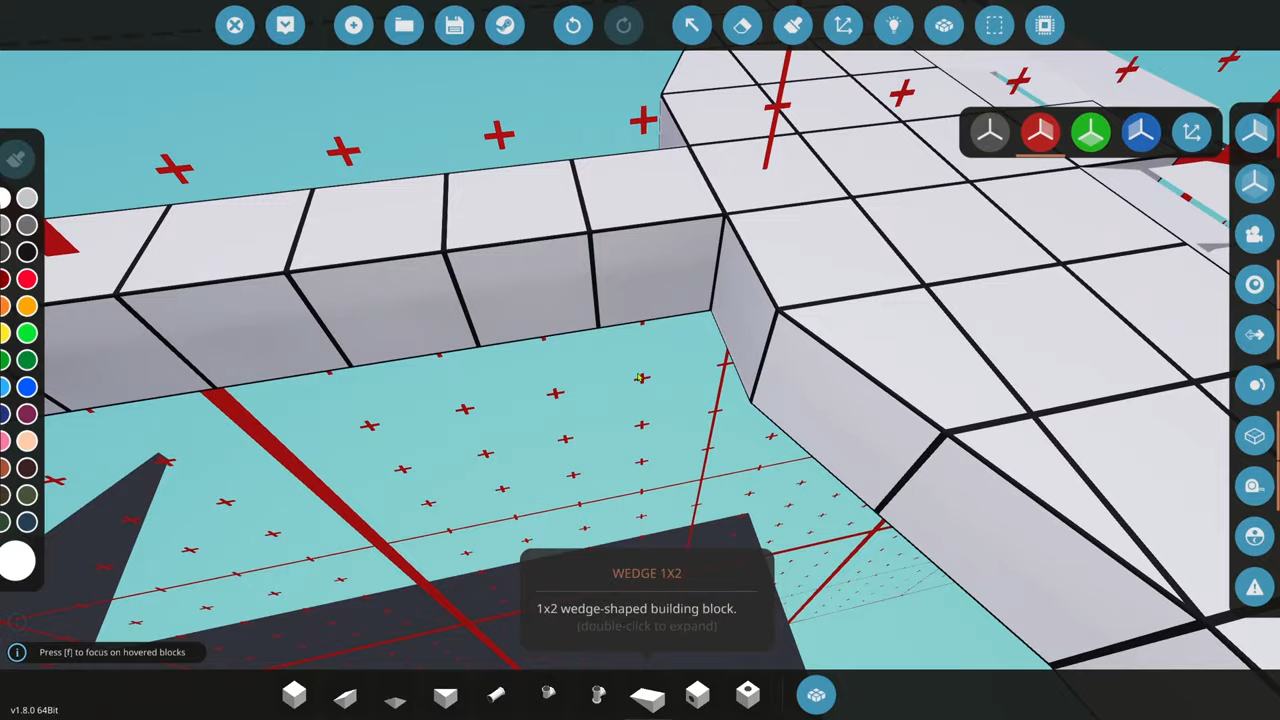 WEDGE 1X2
1x2 wedge-shaped building block.
(double-click to expand)
Press [f] to focus on hovered blocks
v1.8.0 64Bit